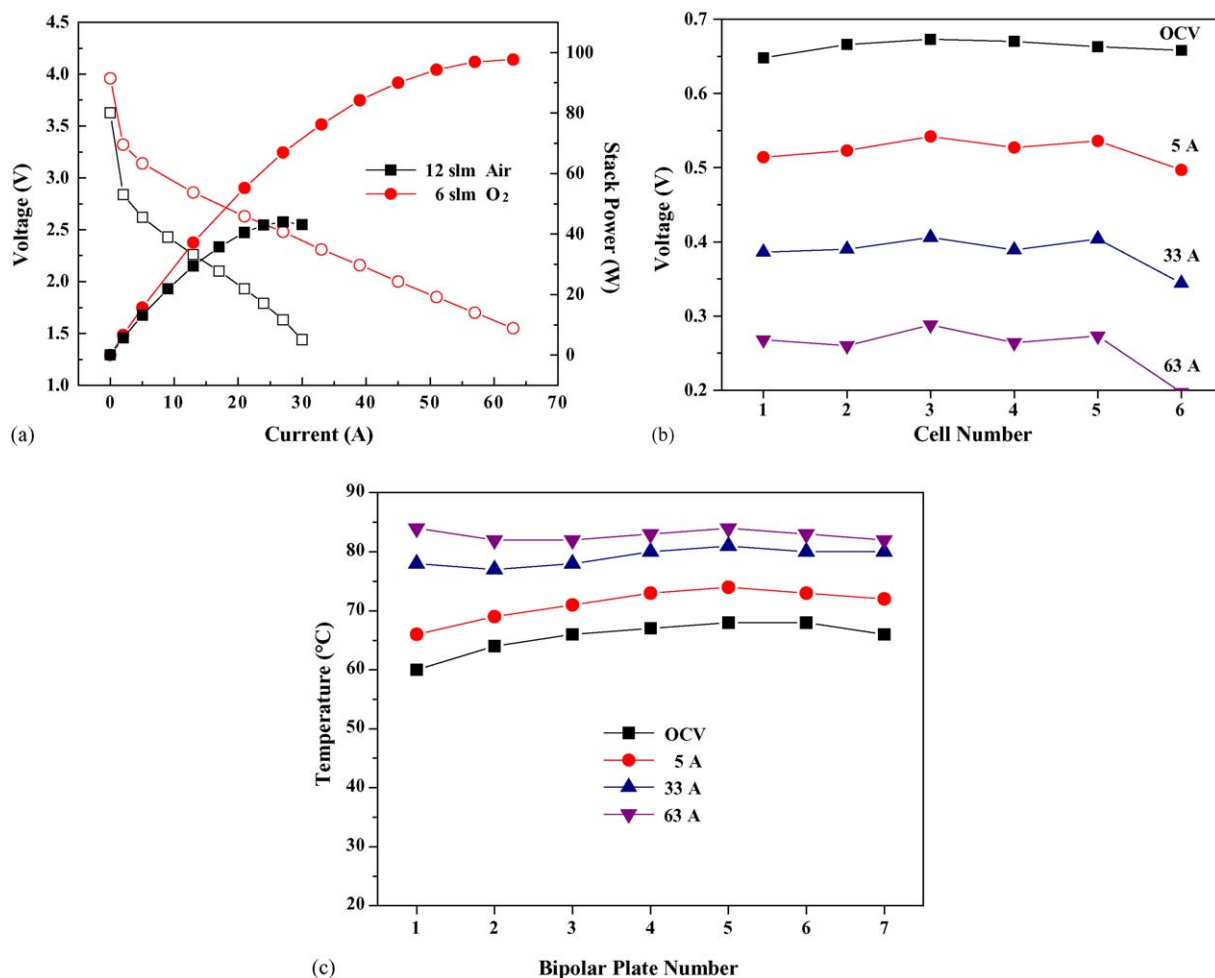 4.5
4.0
3.5
3.0
2.5
2.0
1.5
1.0
Voltage (V)
12 slm Air
6 slm O₂
100
80
60
40
20
0
Stack Power (W)
0 10 20 30 40 50 60 70
(a)
Current (A)
0.7
0.6
0.5
0.4
0.3
0.2
Voltage (V)
OCV
5 A
33 A
63 A
1 2 3 4 5 6
(b)
Cell Number
90
80
70
60
50
40
30
20
Temperature (°C)
OCV
5 A
33 A
63 A
1 2 3 4 5 6 7
(c)
Bipolar Plate Number